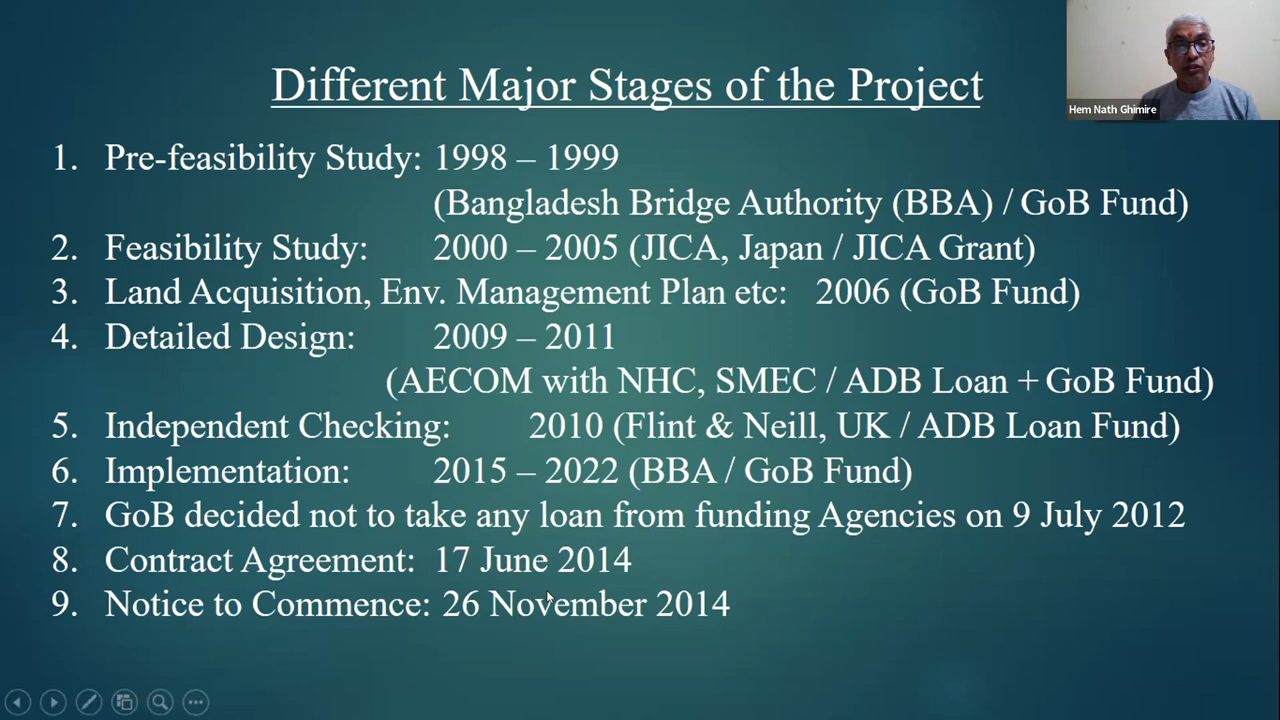 Different Major Stages of the Project
Hem Nath Ghimire
1. Pre-feasibility Study: 1998 – 1999
(Bangladesh Bridge Authority (BBA) / GoB Fund)
2. Feasibility Study: 2000 – 2005 (JICA, Japan / JICA Grant)
3. Land Acquisition, Env. Management Plan etc: 2006 (GoB Fund)
4. Detailed Design: 2009 – 2011
(AECOM with NHC, SMEC / ADB Loan + GoB Fund)
5. Independent Checking: 2010 (Flint & Neill, UK / ADB Loan Fund)
6. Implementation: 2015 – 2022 (BBA / GoB Fund)
7. GoB decided not to take any loan from funding Agencies on 9 July 2012
8. Contract Agreement: 17 June 2014
9. Notice to Commence: 26 November 2014